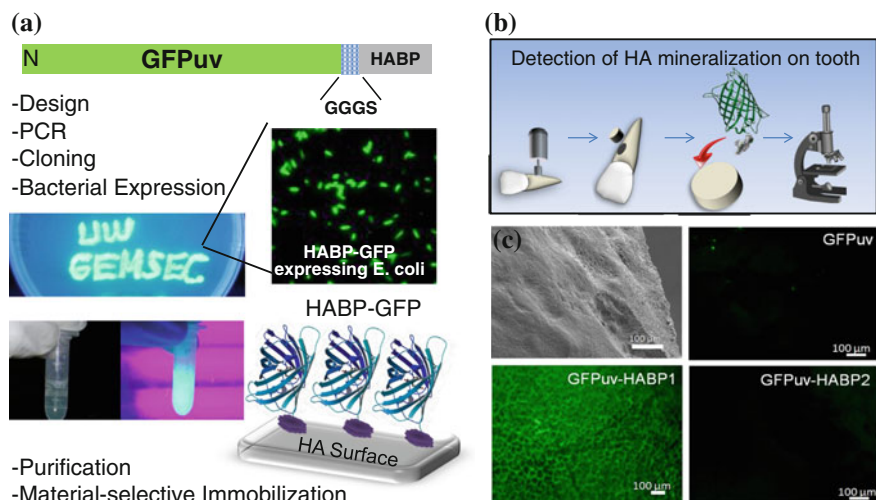 (a)
N GFPuv HABP
GGGS
-Design
-PCR
-Cloning
-Bacterial Expression
UW
GEMSEC
HABP-GFP
expressing E. coli
HABP-GFP
HA Surface
-Purification
-Material-selective Immobilization
(b)
Detection of HA mineralization on tooth
(c)
100 µm
GFPuv
100 µm
GFPuv-HABP1
100 µm
GFPuv-HABP2
100 µm